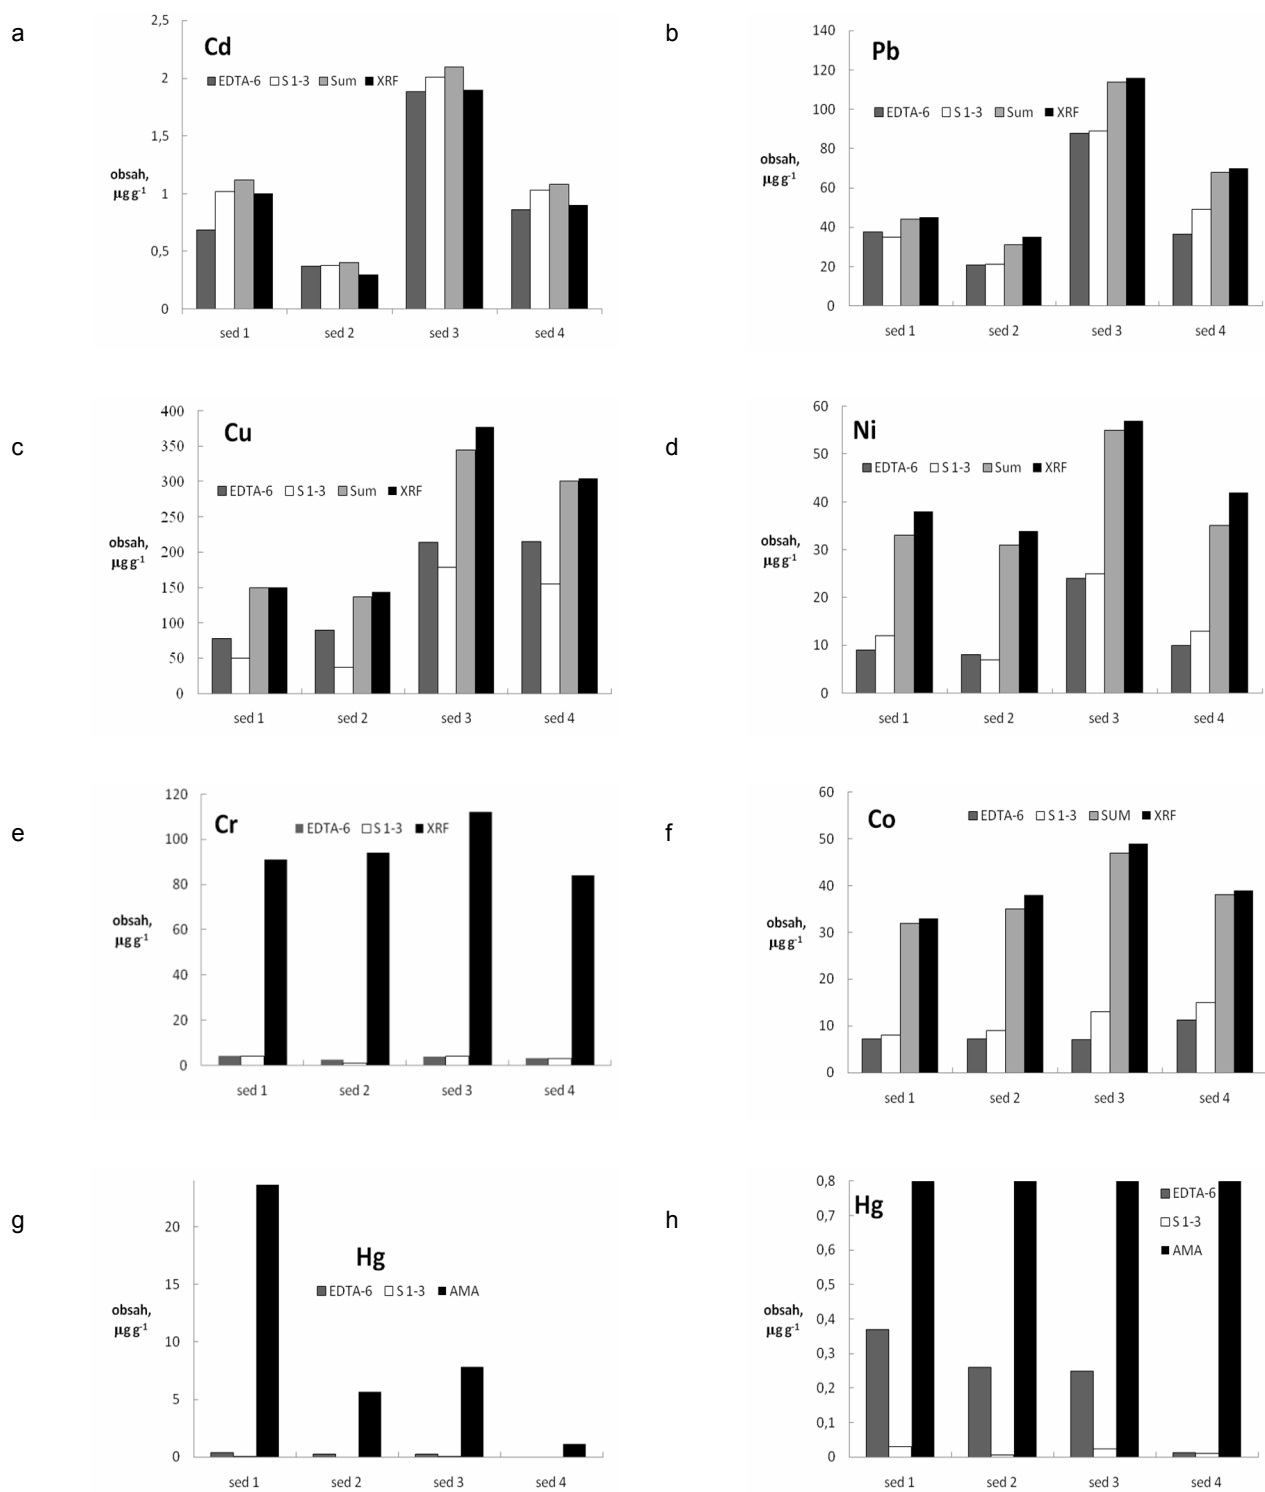 a
Cd
EDTA-6 S 1-3 Sum XRF
2,5
2
1,5
1
0,5
0
obsah,
µg g-1
sed 1 sed 2 sed 3 sed 4
b
Pb
EDTA-6 S 1-3 Sum XRF
140
120
100
80
60
40
20
0
obsah,
µg g-1
sed 1 sed 2 sed 3 sed 4
c
Cu
EDTA-6 S 1-3 Sum XRF
400
350
300
250
200
150
100
50
0
obsah,
µg g-1
sed 1 sed 2 sed 3 sed 4
d
Ni
EDTA-6 S 1-3 Sum XRF
60
50
40
30
20
10
0
obsah,
µg g-1
sed 1 sed 2 sed 3 sed 4
e
Cr
EDTA-6 S 1-3 XRF
120
100
80
60
40
20
0
obsah,
µg g-1
sed 1 sed 2 sed 3 sed 4
f
Co
EDTA-6 S 1-3 SUM XRF
60
50
40
30
20
10
0
obsah,
µg g-1
sed 1 sed 2 sed 3 sed 4
g
Hg
EDTA-6 S 1-3 AMA
20
15
10
5
0
obsah,
µg g-1
sed 1 sed 2 sed 3 sed 4
h
Hg
EDTA-6
S 1-3
AMA
0,8
0,7
0,6
0,5
0,4
0,3
0,2
0,1
0
obsah,
µg g-1
sed 1 sed 2 sed 3 sed 4